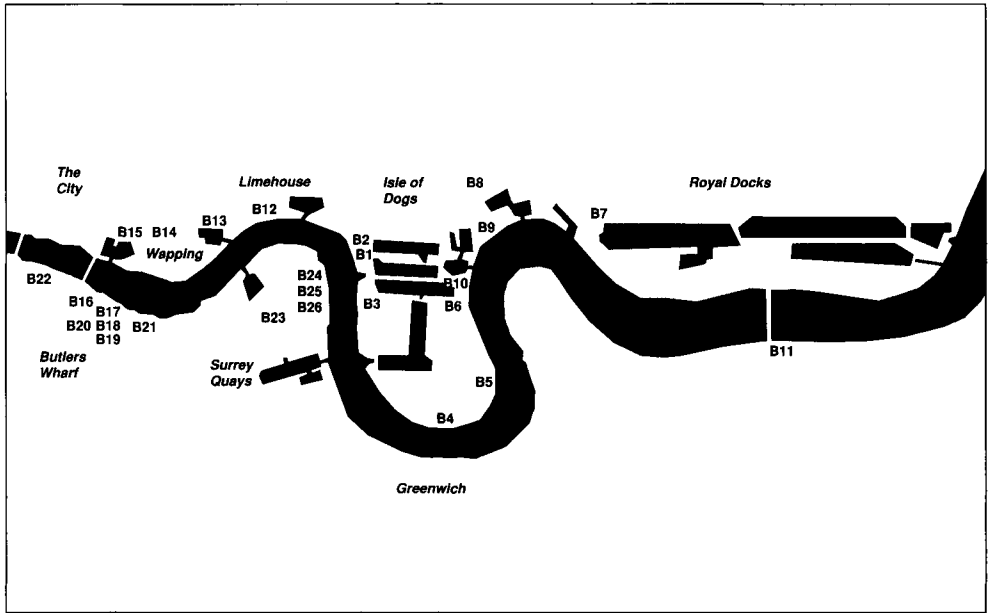 The
City
Limehouse
Isle of
Dogs
Royal Docks
B8
B12
B7
B13
B9
B15
B14
B2
Wapping
B1
B22
B24
B10
B25
B16
B3
B26
B6
B17
B23
B20
B18
B21
B19
B11
Butlers
Wharf
Surrey
Quays
B5
B4
Greenwich